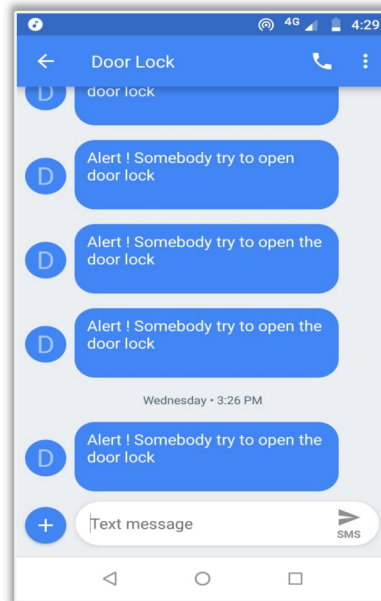 4G 4:29
Door Lock
D
door lock
D
Alert ! Somebody try to open
door lock
D
Alert ! Somebody try to open the
door lock
D
Alert ! Somebody try to open the
door lock
Wednesday • 3:26 PM
D
Alert ! Somebody try to open the
door lock
Text message
SMS